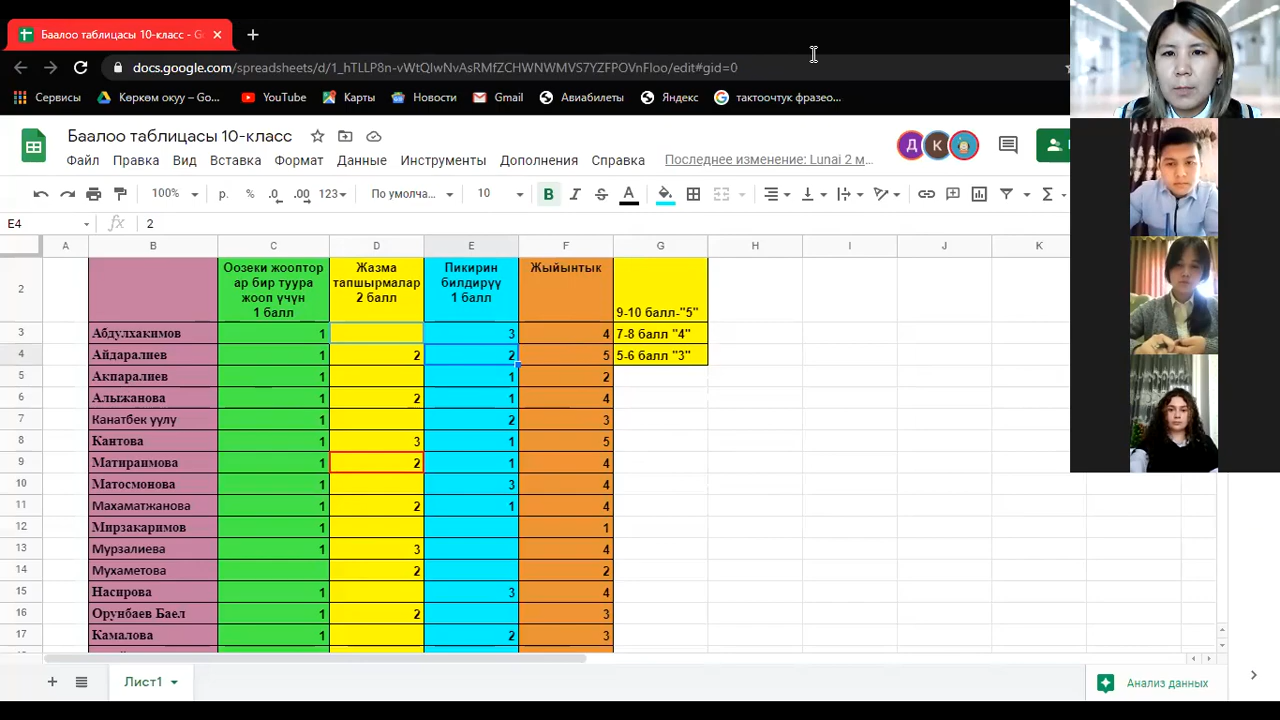 Баалоо таблицасы 10-класс - Go
docs.google.com/spreadsheets/d/1_hTLLP8n-vWtQIwNvAsRMfZCHWNWMVS7YZFPOVnFloo/edit#gid=0
Сервисы Көркөм окуу – Go... YouTube Карты Новости Gmail Авиабилеты Яндекс тактоочтук фразео...
Баалоо таблицасы 10-класс
Д К
Файл Правка Вид Вставка Формат Данные Инструменты Дополнения Справка Последнее изменение: Lunai 2 м...
100% р. % .0 .00 123 По умолча... 10 B I S A
E4 fx 2
A B C D E F G H I J K
2 Оозеки жооптор ар бир туура жооп үчүн 1 балл Жазма тапшырмалар 2 балл Пикирин билдирүү 1 балл Жыйынтык 9-10 балл-"5"
3 Абдулхакимов 1 3 4 7-8 балл "4"
4 Айдаралиев 1 2 2 5 5-6 балл "3"
5 Акпаралиев 1 1 2
6 Алыжанова 1 2 1 4
7 Канатбек уулу 1 2 3
8 Кантова 1 3 1 5
9 Матираимова 1 2 1 4
10 Матосмонова 1 3 4
11 Махаматжанова 1 2 1 4
12 Мирзакаримов 1 1
13 Мурзалиева 1 3 4
14 Мухаметова 2 2
15 Насирова 1 3 4
16 Орунбаев Баел 1 2 3
17 Камалова 1 2 3
Лист1 Анализ данных